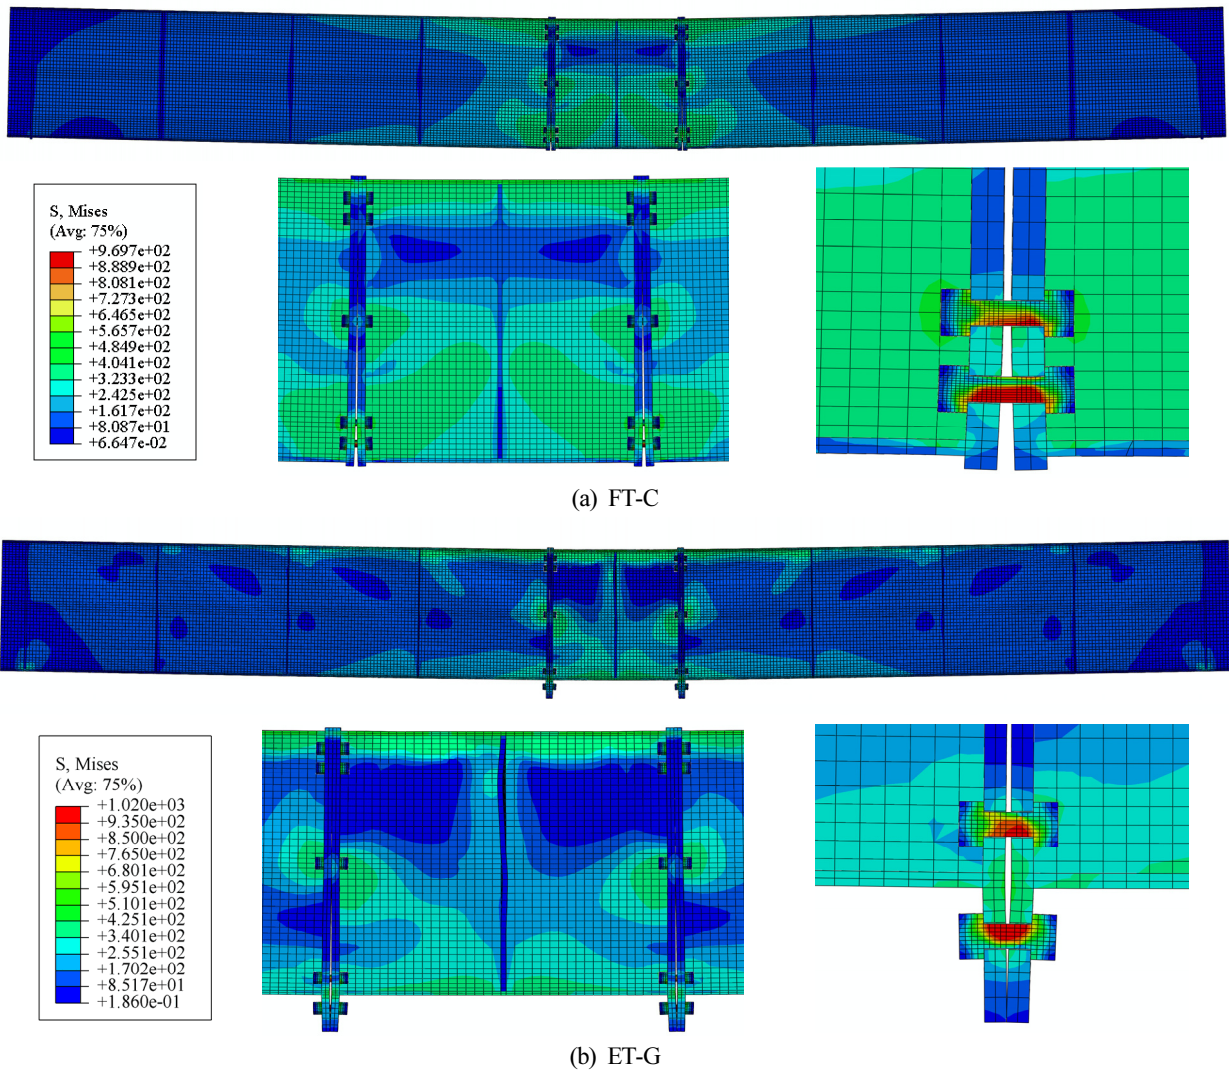 S, Mises
(Avg: 75%)
+9.697e+02
+8.889e+02
+8.081e+02
+7.273e+02
+6.465e+02
+5.657e+02
+4.849e+02
+4.041e+02
+3.233e+02
+2.425e+02
+1.617e+02
+8.087e+01
+6.647e-02
(a) FT-C
S, Mises
(Avg: 75%)
+1.020e+03
+9.350e+02
+8.500e+02
+7.650e+02
+6.801e+02
+5.951e+02
+5.101e+02
+4.251e+02
+3.401e+02
+2.551e+02
+1.702e+02
+8.517e+01
+1.860e-01
(b) ET-G